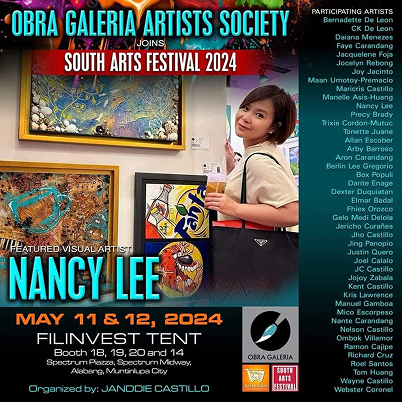 OBRA GALERIA ARTISTS SOCIETY
JOINS
SOUTH ARTS FESTIVAL 2024
Fanta
PRADA
FEATURED VISUAL ARTIST
NANCY LEE
MAY 11 & 12, 2024
FILINVEST TENT
Booth 18, 19, 20 and 14
Spectrum Piazza, Spectrum Midway,
Alabang, Muntinlupa City
Organized by: JANDDIE CASTILLO
OBRA GALERIA
SOUTH ARTS FESTIVAL
PARTICIPATING ARTISTS
Bernadette De Leon
CK De Leon
Daiana Menezes
Faye Carandang
Jacquelene Foja
Jocelyn Rebong
Joy Jacinto
Maan Umotoy-Premacio
Maricris Castillo
Manelle Asis-Huang
Nancy Lee
Precy Brady
Trixie Cordon-Mutuc
Tonette Juane
Allan Escober
Arby Barroso
Aron Carandang
Berlin Lee Gregorio
Box Populi
Dante Enage
Dexter Duquiatan
Elmar Badal
Fhiex Orozco
Gelo Medi Delola
Jericho Curañes
Jho Castillo
Jing Panopio
Justin Quero
Joel Calalo
JC Castillo
Jojoy Zabala
Kent Castillo
Kris Lawrence
Manuel Gamboa
Mico Escorpeso
Nante Carandang
Nelson Castillo
Ombok Villamor
Ramon Cajipe
Richard Cruz
Roel Santos
Tom Huang
Wayne Castillo
Webster Coronel